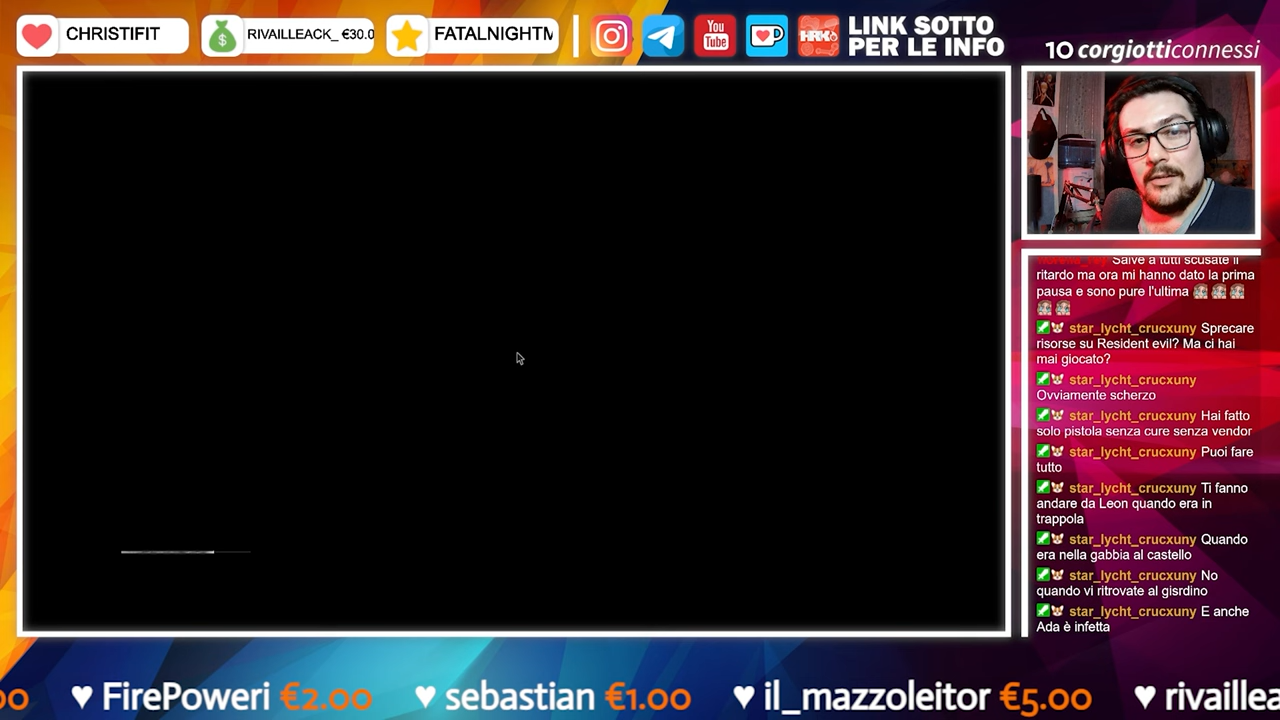 CHRISTIFIT
RIVAILLEACK_ €30.0
FATALNIGHTM
You
Tube
HRK
LINK SOTTO
PER LE INFO
10 corgiotticonnessi
Salve a tutti scusate il
ritardo ma ora mi hanno dato la prima
pausa e sono pure l'ultima
star_lycht_crucxuny Sprecare
risorse su Resident evil? Ma ci hai
mai giocato?
star_lycht_crucxuny
Ovviamente scherzo
star_lycht_crucxuny Hai fatto
solo pistola senza cure senza vendor
star_lycht_crucxuny Puoi fare
tutto
star_lycht_crucxuny Ti fanno
andare da Leon quando era in
trappola
star_lycht_crucxuny Quando
era nella gabbia al castello
star_lycht_crucxuny No
quando vi ritrovate al gisrdino
star_lycht_crucxuny E anche
Ada è infetta
00 ♥ FirePoweri €2.00 ♥ sebastian €1.00 ♥ il_mazzoleitor €5.00 ♥ rivaillea